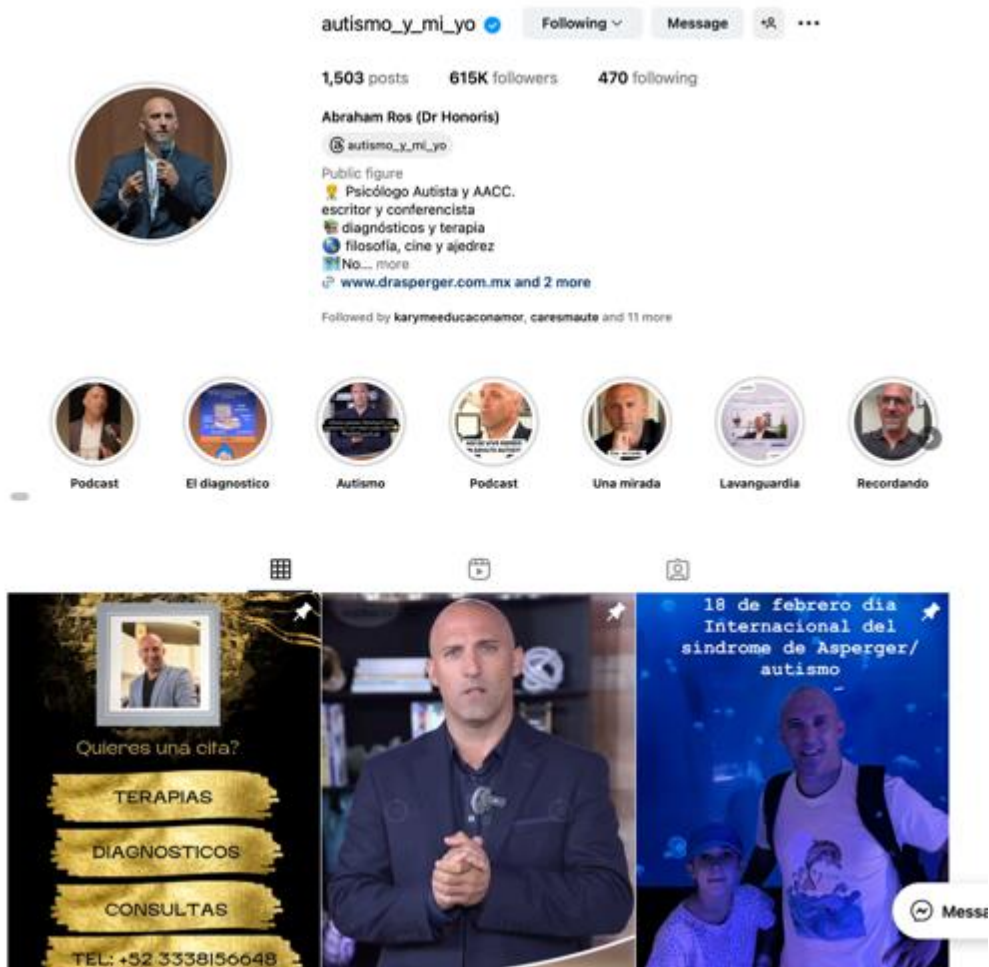 autismo_y_mi_yo
Following
Message
1,503 posts 615K followers 470 following
Abraham Ros (Dr Honoris)
autismo_y_mi_yo
Public figure
Psicólogo Autista y AACC.
escritor y conferencista
diagnósticos y terapia
filosofía, cine y ajedrez
No... more
www.drasperger.com.mx and 2 more
Followed by karymeeducaconamor, caresmaute and 11 more
Podcast
El diagnostico
Autismo
Podcast
Una mirada
Lavanguardia
Recordando
Quieres una cita?
TERAPIAS
DIAGNOSTICOS
CONSULTAS
TEL: +52 3338156648
18 de febrero dia
Internacional del
sindrome de Asperger/
autismo
Messa